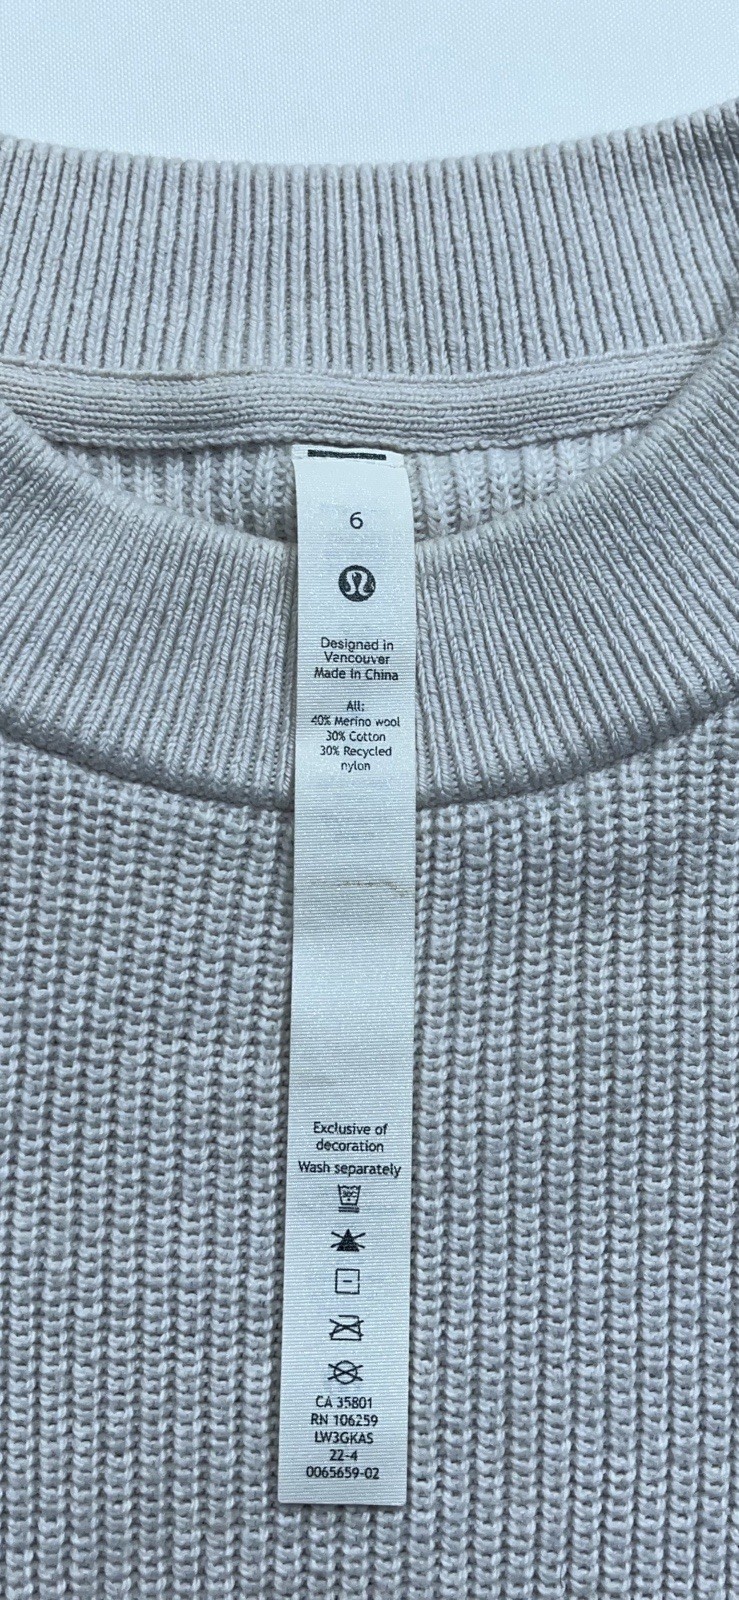 6
Designed in
Vancouver
Made in China
All:
40% Merino wool
30% Cotton
30% Recycled
nylon
Exclusive of
decoration
Wash separately
30C
CA 35801
RN 106259
LW3GKAS
22-4
0065659-02